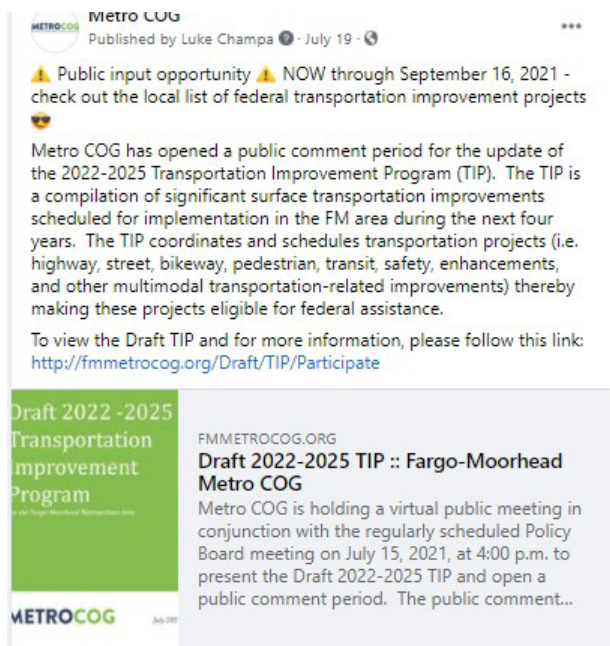 Metro COG
METROCOG
Published by Luke Champa · July 19 ·
⚠ Public input opportunity ⚠ NOW through September 16, 2021 -
check out the local list of federal transportation improvement projects
😎
Metro COG has opened a public comment period for the update of
the 2022-2025 Transportation Improvement Program (TIP). The TIP is
a compilation of significant surface transportation improvements
scheduled for implementation in the FM area during the next four
years. The TIP coordinates and schedules transportation projects (i.e.
highway, street, bikeway, pedestrian, transit, safety, enhancements,
and other multimodal transportation-related improvements) thereby
making these projects eligible for federal assistance.
To view the Draft TIP and for more information, please follow this link:
http://fmmetrocog.org/Draft/TIP/Participate
Draft 2022 -2025
Transportation
Improvement
Program
for the Fargo-Moorhead Metropolitan Area
METROCOG
July
FMMETROCOG.ORG
Draft 2022-2025 TIP :: Fargo-Moorhead
Metro COG
Metro COG is holding a virtual public meeting in
conjunction with the regularly scheduled Policy
Board meeting on July 15, 2021, at 4:00 p.m. to
present the Draft 2022-2025 TIP and open a
public comment period. The public comment...